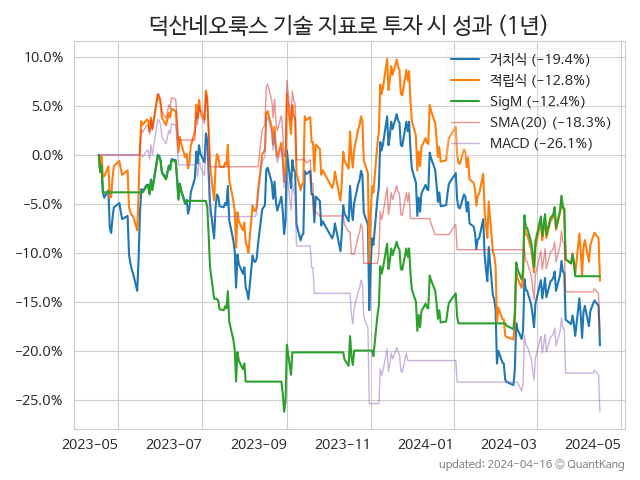 덕산네오룩스 기술 지표로 투자 시 성과 (1년)
10.0%
5.0%
0.0%
−5.0%
−10.0%
−15.0%
−20.0%
−25.0%
거치식 (−19.4%)
적립식 (−12.8%)
SigM (−12.4%)
SMA(20) (−18.3%)
MACD (−26.1%)
2023-05 2023-07 2023-09 2023-11 2024-01 2024-03 2024-05
updated: 2024-04-16 © QuantKang